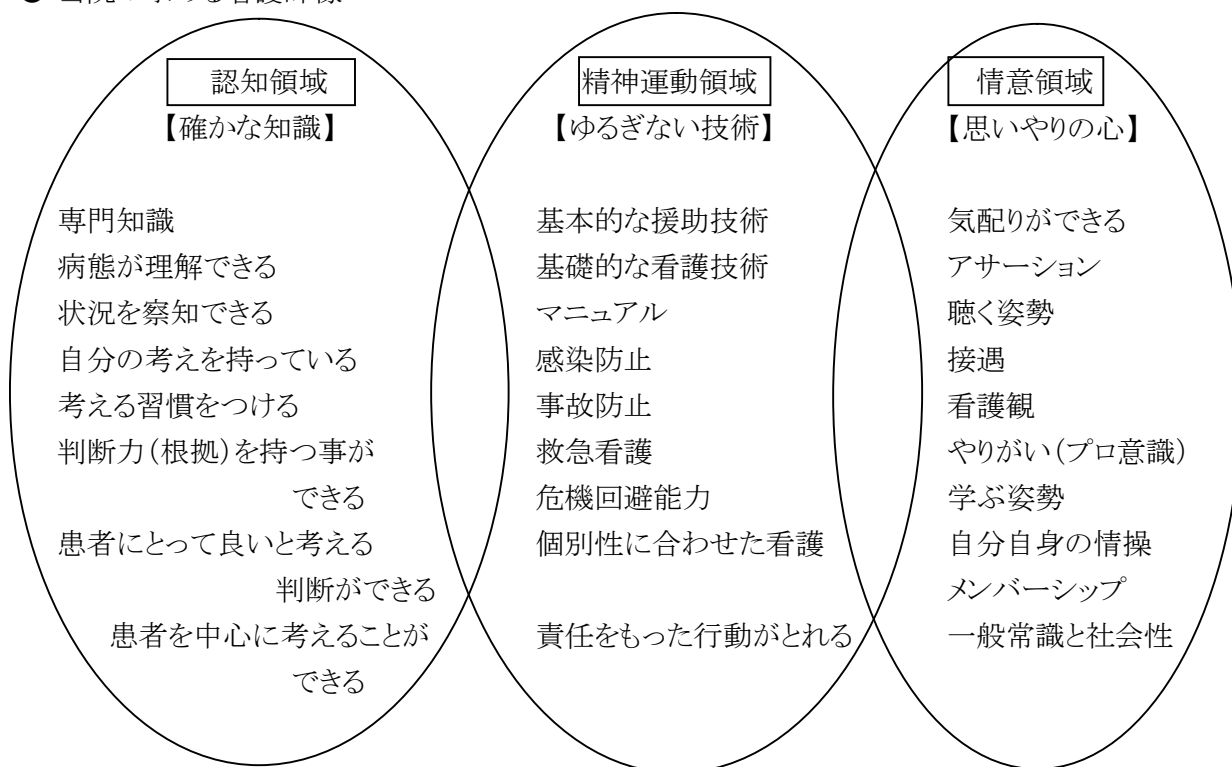 認知領域
【確かな知識】
専門知識
病態が理解できる
状況を察知できる
自分の考えを持っている
考える習慣をつける
判断力(根拠)を持つ事が
できる
患者にとって良いと考える
判断ができる
患者を中心に考えることが
できる
精神運動領域
【ゆるぎない技術】
基本的な援助技術
基礎的な看護技術
マニュアル
感染防止
事故防止
救急看護
危機回避能力
個別性に合わせた看護
責任をもった行動がとれる
情意領域
【思いやりの心】
気配りができる
アサーション
聴く姿勢
接遇
看護観
やりがい(プロ意識)
学ぶ姿勢
自分自身の情操
メンバーシップ
一般常識と社会性